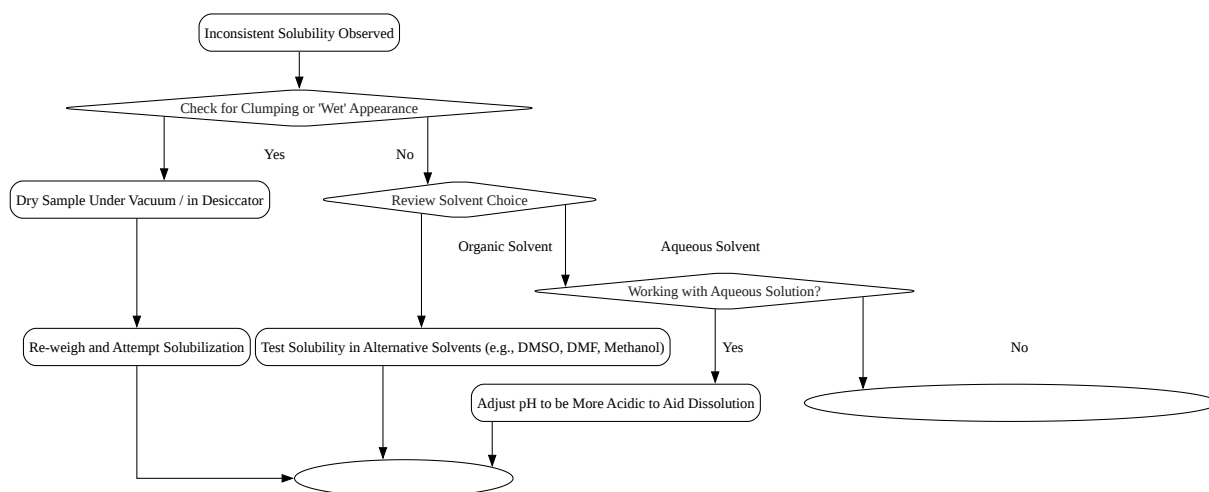 Inconsistent Solubility Observed
Check for Clumping or 'Wet' Appearance
Yes
No
Dry Sample Under Vacuum / in Desiccator
Review Solvent Choice
Organic Solvent
Aqueous Solvent
Working with Aqueous Solution?
Re-weigh and Attempt Solubilization
Test Solubility in Alternative Solvents (e.g., DMSO, DMF, Methanol)
Yes
No
Adjust pH to be More Acidic to Aid Dissolution